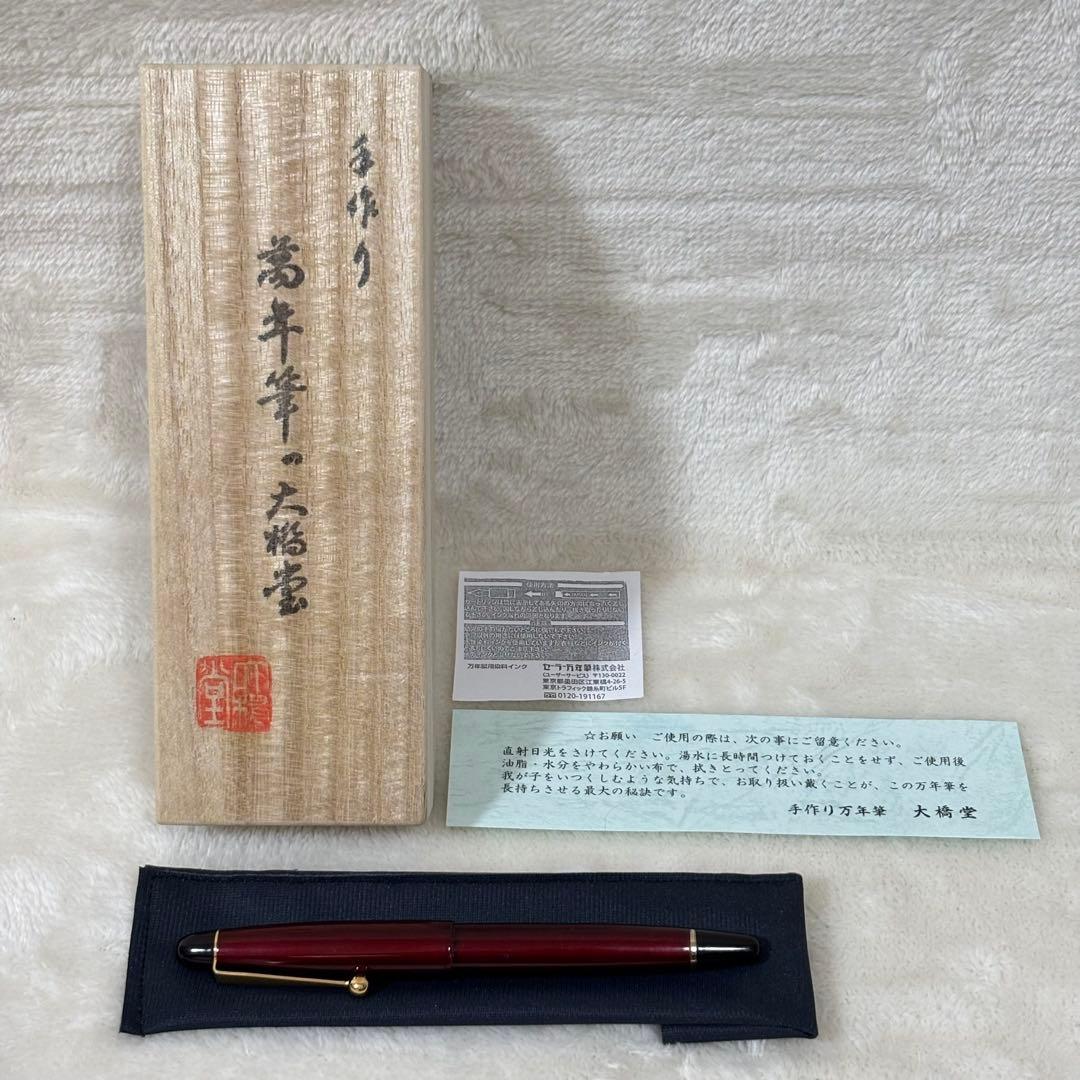 手作り
萬年筆の大橋堂
大橋堂
使用方法
万年筆用染料インク
セーラー万年筆株式会社
(ユーザーサービス) 〒130-0022
東京都墨田区江東橋4-26-5
東京トラフィック錦糸町ビル5F
0120-191167
☆お願い ご使用の際は、次の事にご留意ください。
直射日光をさけてください。湯水に長時間つけておくことをせず、ご使用後
油脂・水分をやわらかい布で、拭きとってください。
我が子をいつくしむような気持ちで、お取り扱い戴くことが、この万年筆を
長持ちさせる最大の秘訣です。
手作り万年筆 大橋堂